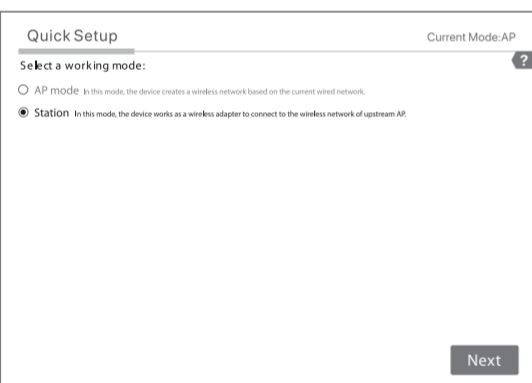 Quick Setup
Current Mode:AP
?
Select a working mode:
AP mode In this mode, the device creates a wireless network based on the current wired network.
Station In this mode, the device works as a wireless adapter to connect to the wireless network of upstream AP.
Next